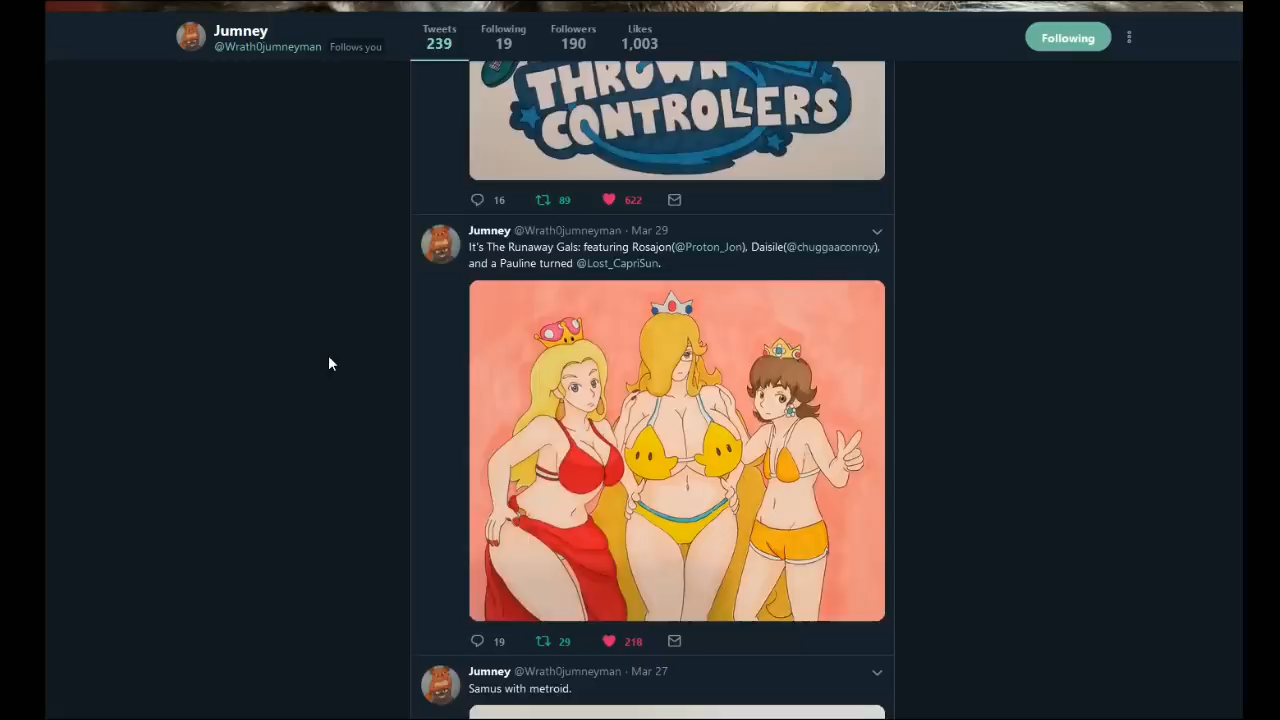 Jumney
@Wrath0jumneyman Follows you
Tweets
239
Following
19
Followers
190
Likes
1,003
Following
THROWN
CONTROLLERS
16 89 622
Jumney @Wrath0jumneyman · Mar 29
It's The Runaway Gals: featuring Rosajon(@Proton_Jon), Daisile(@chuggaaconroy),
and a Pauline turned @Lost_CapriSun.
19 29 218
Jumney @Wrath0jumneyman · Mar 27
Samus with metroid.